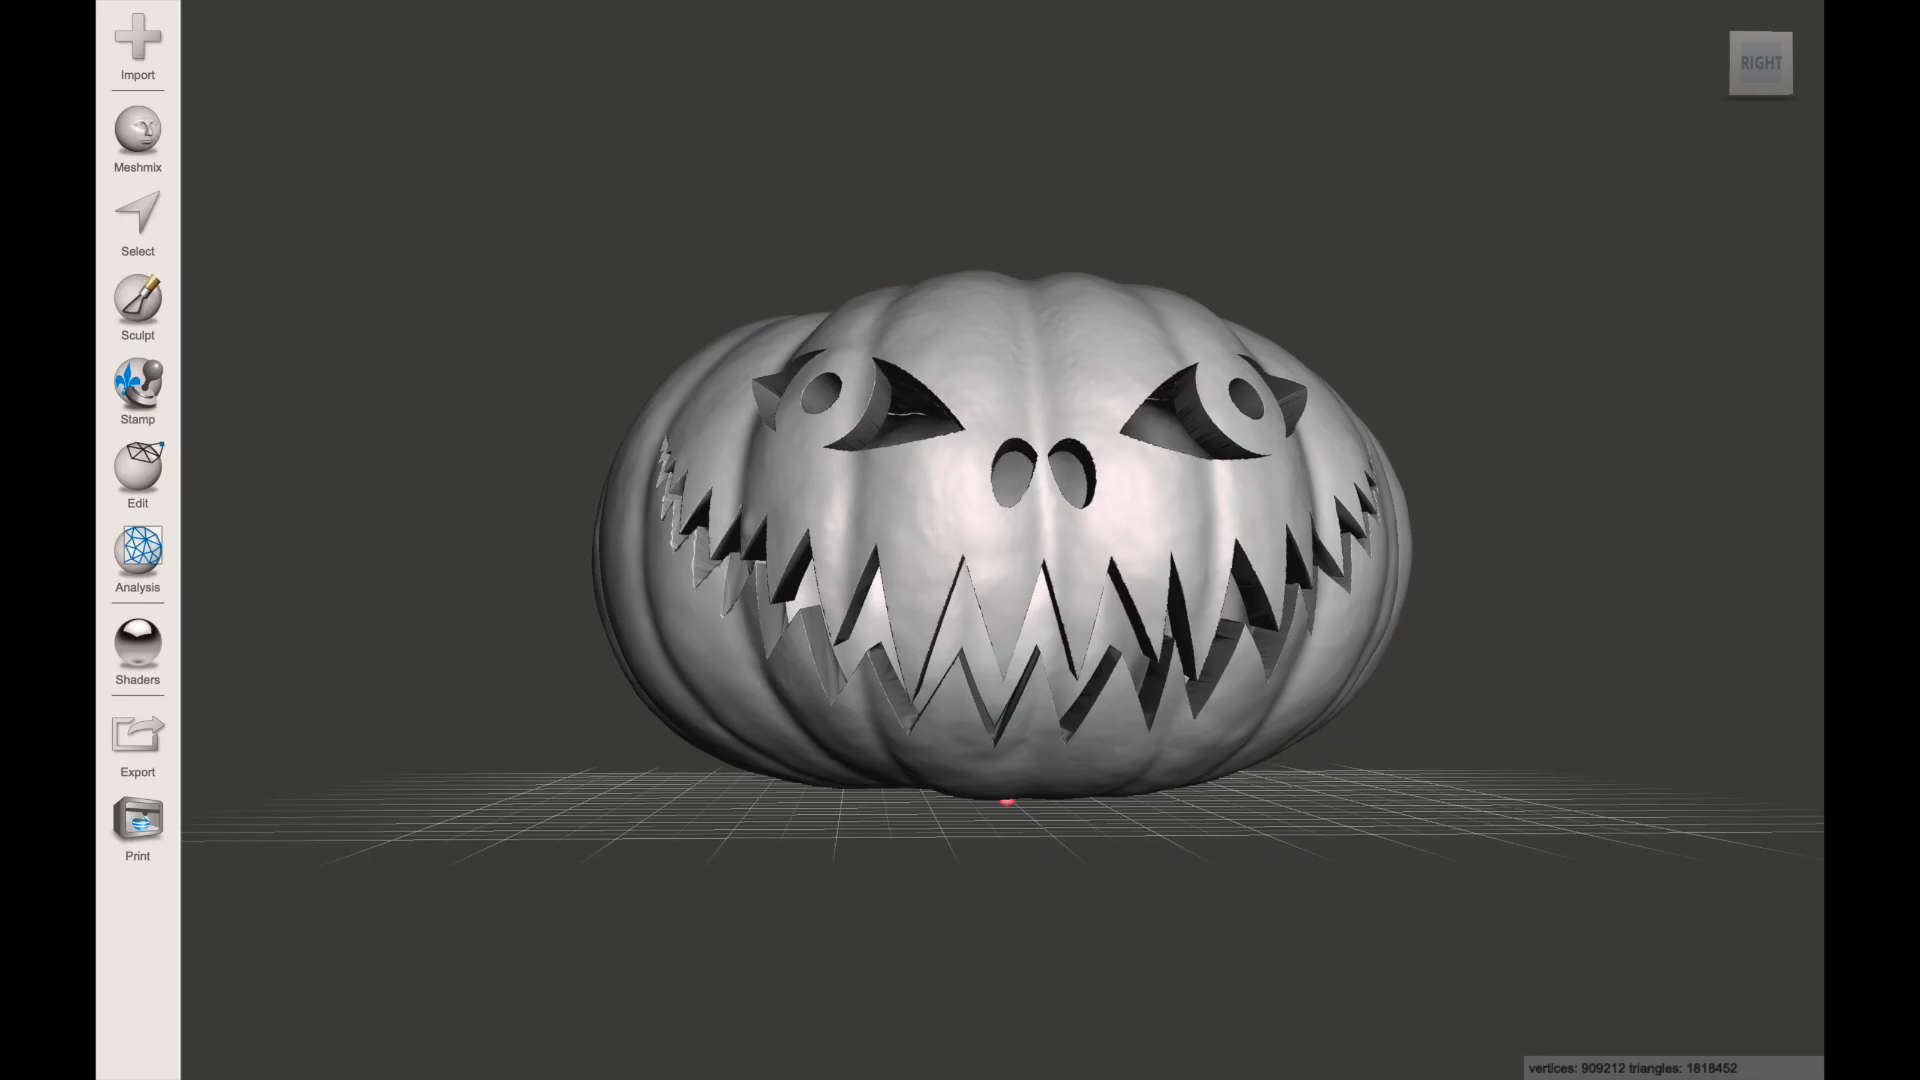 Import
Meshmix
Select
Sculpt
Stamp
Edit
Analysis
Shaders
Export
Print
RIGHT
vertices: 909212 triangles: 1818452